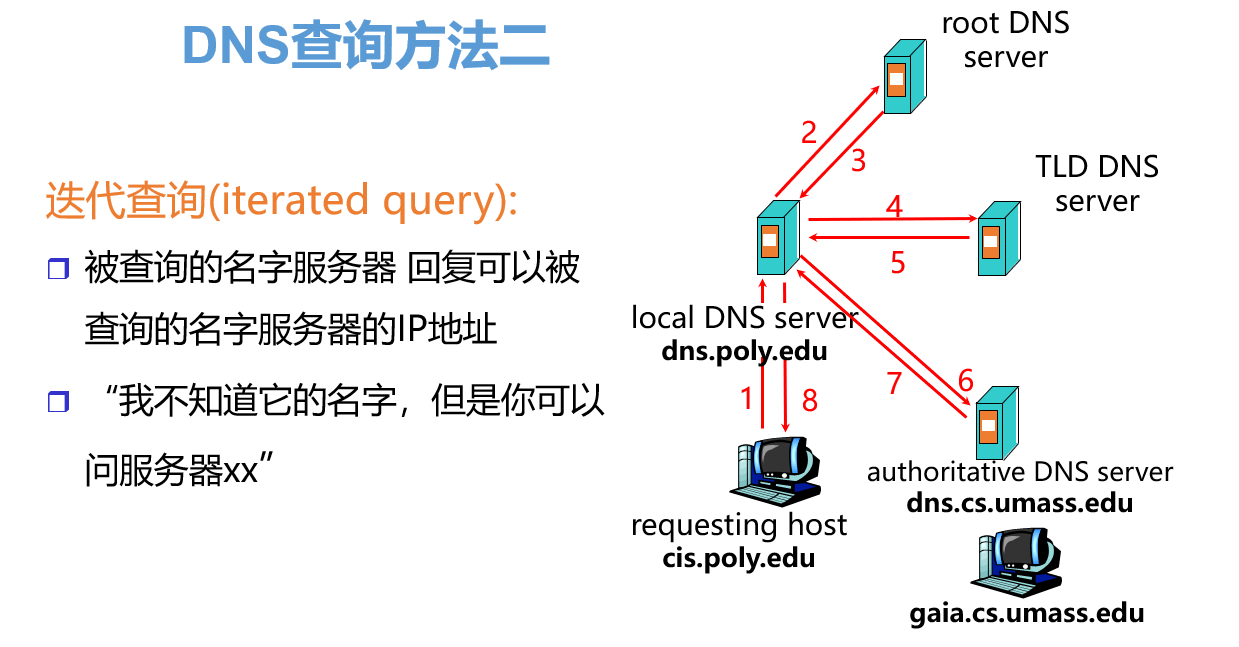 DNS查询方法二
迭代查询(iterated query):
被查询的名字服务器 回复可以被
查询的名字服务器的IP地址
“我不知道它的名字，但是你可以
问服务器xx”
root DNS
server
2
3
TLD DNS
server
4
5
local DNS server
dns.poly.edu
1
8
7
6
authoritative DNS server
dns.cs.umass.edu
requesting host
cis.poly.edu
gaia.cs.umass.edu